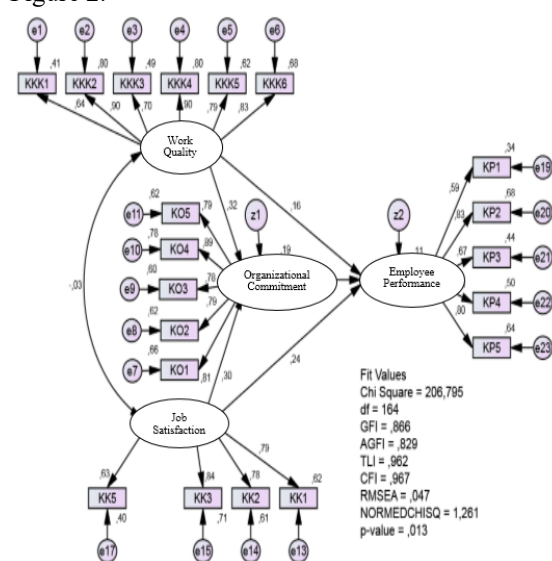 Figure 2.
e1 e2 e3 e4 e5 e6
,41 ,80 ,49 ,80 ,62 ,68
KKK1 KKK2 KKK3 KKK4 KKK5 KKK6
,64 ,90 ,70 ,90 ,79 ,83
Work
Quality
,32 ,16
,62
e11 KO5 ,79
z1
z2
,78
e10 KO4 ,89
,19
,11
,60
e9 KO3 ,78
Organizational
Commitment
Employee
Performance
-,03
,62
e8 KO2 ,79
,66
e7 KO1 ,81
,30
,24
,34
KP1 e19
,59
,68
KP2 e20
,83
,44
KP3 e21
,67
,50
KP4 e22
,80
,64
KP5 e23
Job
Satisfaction
,63 ,84 ,78 ,79
KK5 KK3 KK2 KK1 ,62
,40 ,71 ,61
e17 e15 e14 e13
Fit Values
Chi Square = 206,795
df = 164
GFI = ,866
AGFI = ,829
TLI = ,962
CFI = ,967
RMSEA = ,047
NORMEDCHISQ = 1,261
p-value = ,013